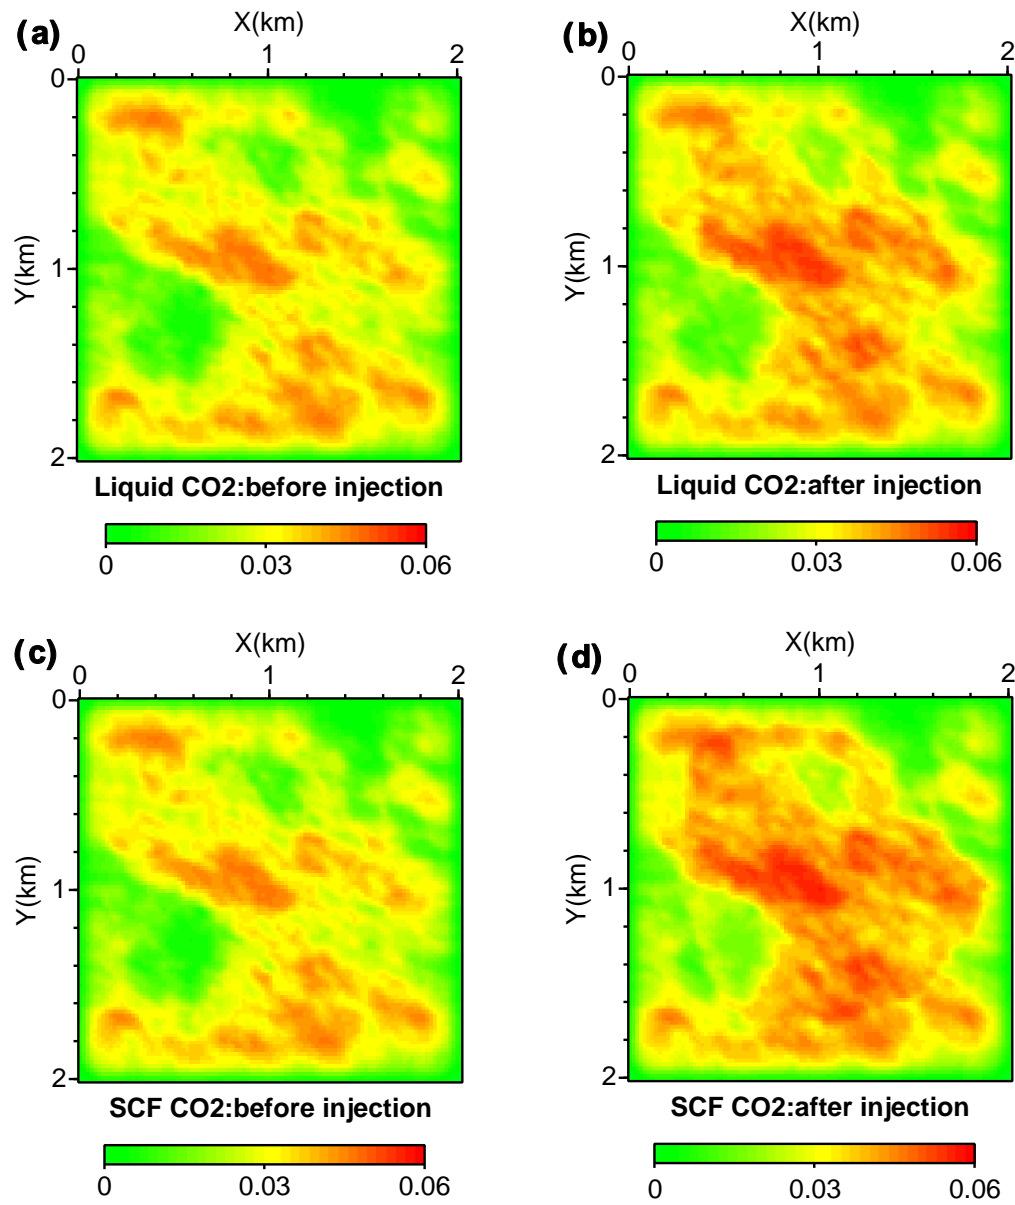 (a)
X(km)
0 1 2
0
Y(km)
1
2
Liquid CO2:before injection
0 0.03 0.06
(b)
X(km)
0 1 2
0
Y(km)
1
2
Liquid CO2:after injection
0 0.03 0.06
(c)
X(km)
0 1 2
0
Y(km)
1
2
SCF CO2:before injection
0 0.03 0.06
(d)
X(km)
0 1 2
0
Y(km)
1
2
SCF CO2:after injection
0 0.03 0.06